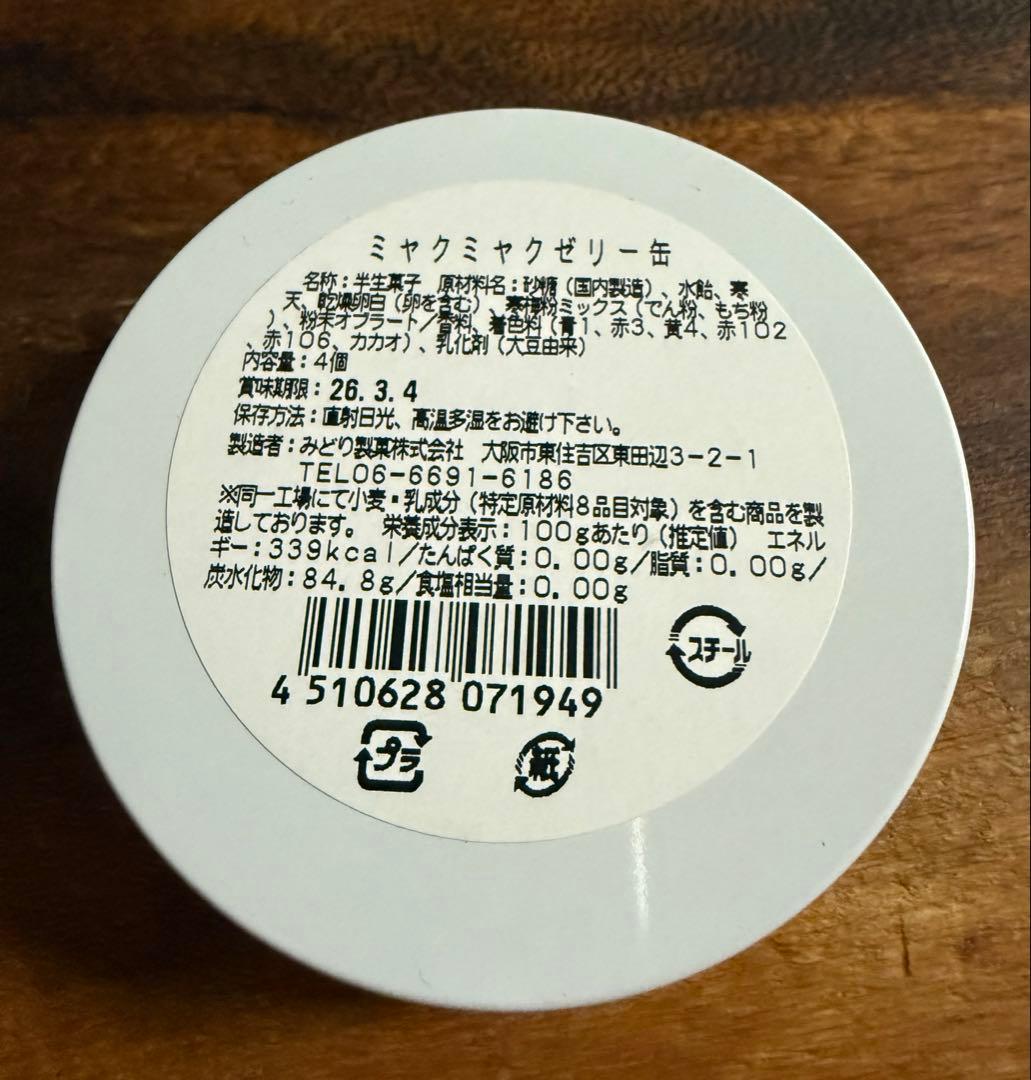 ミャクミャクゼリー缶
名称：半生菓子　原材料名：砂糖（国内製造）、水飴、寒
天、乾燥卵白（卵を含む）、寒梅粉ミックス（でん粉、もち粉
）、粉末オブラート／香料、着色料（青1、赤3、黄4、赤102
、赤106、カカオ）、乳化剤（大豆由来）
内容量：4個
賞味期限：26.3.4
保存方法：直射日光、高温多湿をお避け下さい。
製造者：みどり製菓株式会社　大阪市東住吉区東田辺3－2－1
TEL06－6691－6186
※同一工場にて小麦・乳成分（特定原材料8品目対象）を含む商品を製
造しております。　栄養成分表示：100gあたり（推定値）　エネル
ギー：339kcal／たんぱく質：0.00g／脂質：0.00g／
炭水化物：84.8g／食塩相当量：0.00g
スチール
4 510628 071949
プラ
紙